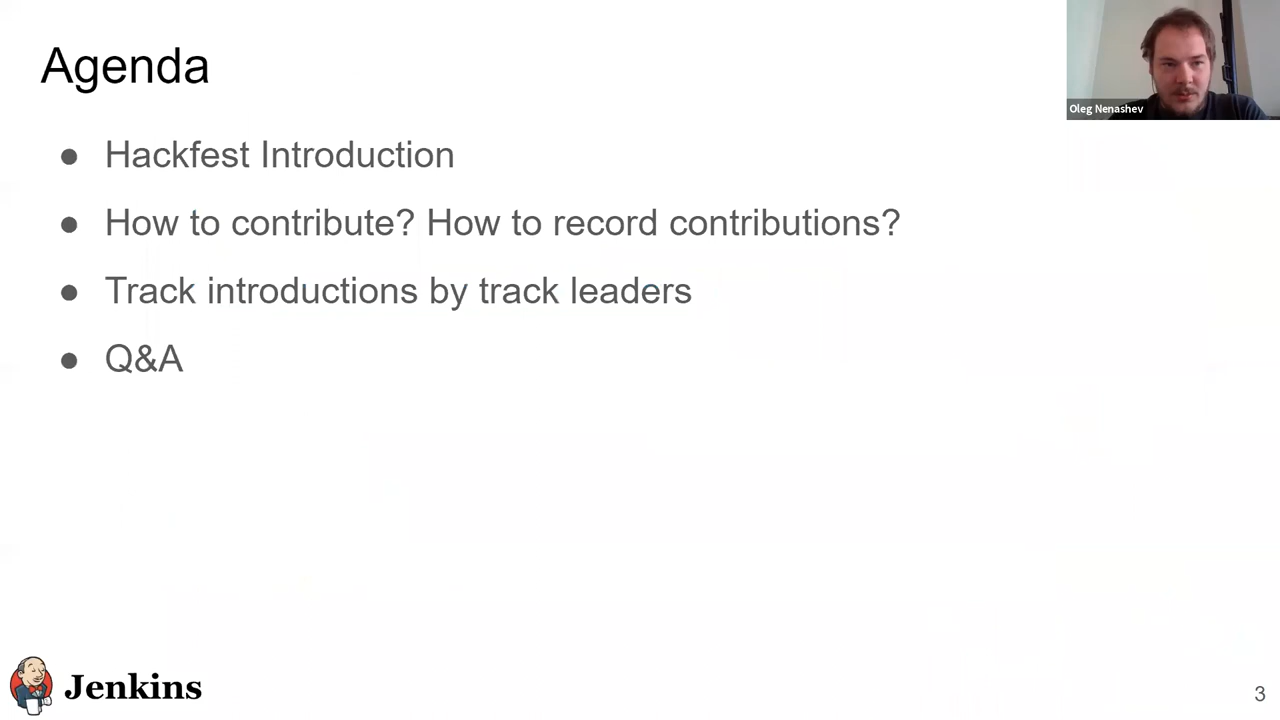 Agenda
Oleg Nenashev
● Hackfest Introduction
● How to contribute? How to record contributions?
● Track introductions by track leaders
● Q&A
Jenkins
3